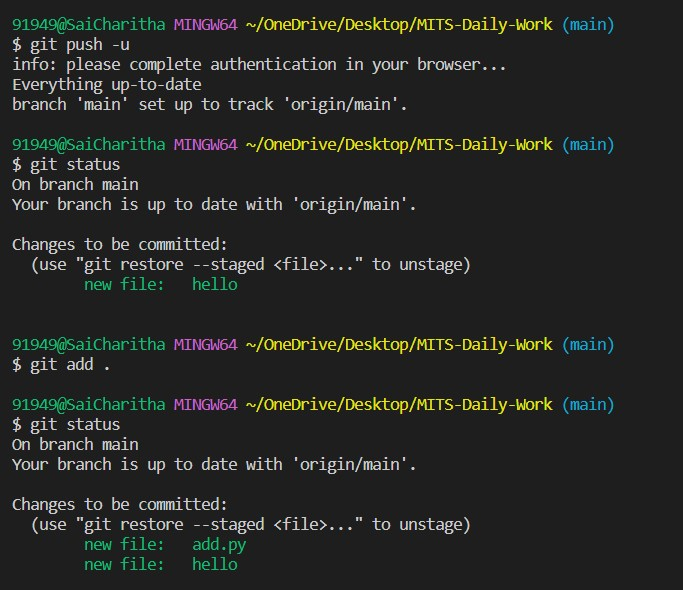 91949@SaiCharitha MINGW64 ~/OneDrive/Desktop/MITS-Daily-Work (main)
$ git push -u
info: please complete authentication in your browser...
Everything up-to-date
branch 'main' set up to track 'origin/main'.
91949@SaiCharitha MINGW64 ~/OneDrive/Desktop/MITS-Daily-Work (main)
$ git status
On branch main
Your branch is up to date with 'origin/main'.
Changes to be committed:
  (use "git restore --staged <file>..." to unstage)
        new file:   hello
91949@SaiCharitha MINGW64 ~/OneDrive/Desktop/MITS-Daily-Work (main)
$ git add .
91949@SaiCharitha MINGW64 ~/OneDrive/Desktop/MITS-Daily-Work (main)
$ git status
On branch main
Your branch is up to date with 'origin/main'.
Changes to be committed:
  (use "git restore --staged <file>..." to unstage)
        new file:   add.py
        new file:   hello